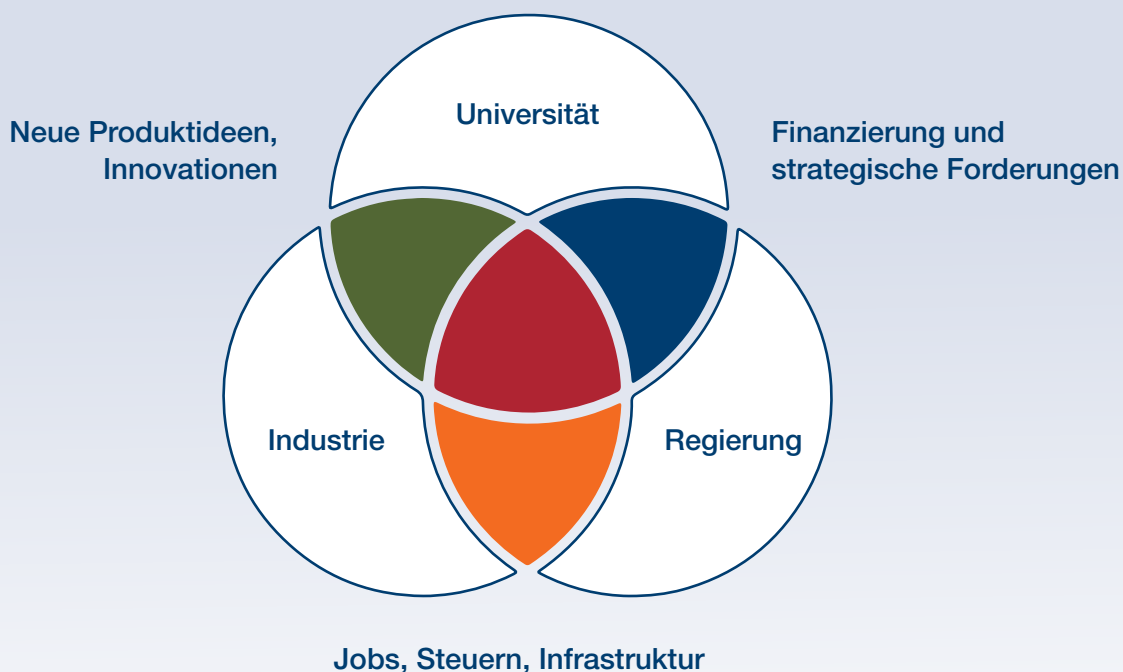 Universität
Neue Produktideen,
Innovationen
Finanzierung und
strategische Forderungen
Industrie
Regierung
Jobs, Steuern, Infrastruktur